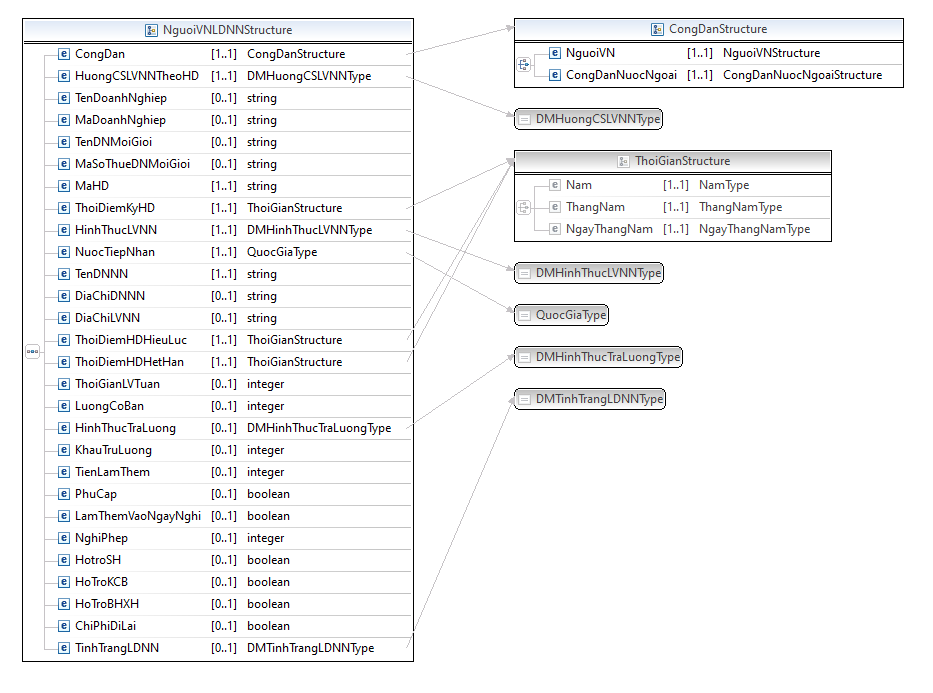 NguoiVNLDNNStructure
CongDan [1..1] CongDanStructure
HuongCSLVNNTheoHD [1..1] DMHuongCSLVNNType
TenDoanhNghiep [0..1] string
MaDoanhNghiep [0..1] string
TenDNMoiGioi [0..1] string
MaSoThueDNMoiGioi [0..1] string
MaHD [1..1] string
ThoiDiemKyHD [1..1] ThoiGianStructure
HinhThucLVNN [1..1] DMHinhThucLVNNType
NuocTiepNhan [1..1] QuocGiaType
TenDNNN [1..1] string
DiaChiDNNN [0..1] string
DiaChiLVNN [0..1] string
ThoiDiemHDHieuLuc [1..1] ThoiGianStructure
ThoiDiemHDHetHan [1..1] ThoiGianStructure
ThoiGianLVTuan [0..1] integer
LuongCoBan [0..1] integer
HinhThucTraLuong [0..1] DMHinhThucTraLuongType
KhauTruLuong [0..1] integer
TienLamThem [0..1] integer
PhuCap [0..1] boolean
LamThemVaoNgayNghi [0..1] boolean
NghiPhep [0..1] integer
HotroSH [0..1] boolean
HoTroKCB [0..1] boolean
HoTroBHXH [0..1] boolean
ChiPhiDiLai [0..1] boolean
TinhTrangLDNN [0..1] DMTinhTrangLDNNType
CongDanStructure
NguoiVN [1..1] NguoiVNStructure
CongDanNuocNgoai [1..1] CongDanNuocNgoaiStructure
DMHuongCSLVNNType
ThoiGianStructure
Nam [1..1] NamType
ThangNam [1..1] ThangNamType
NgayThangNam [1..1] NgayThangNamType
DMHinhThucLVNNType
QuocGiaType
DMHinhThucTraLuongType
DMTinhTrangLDNNType